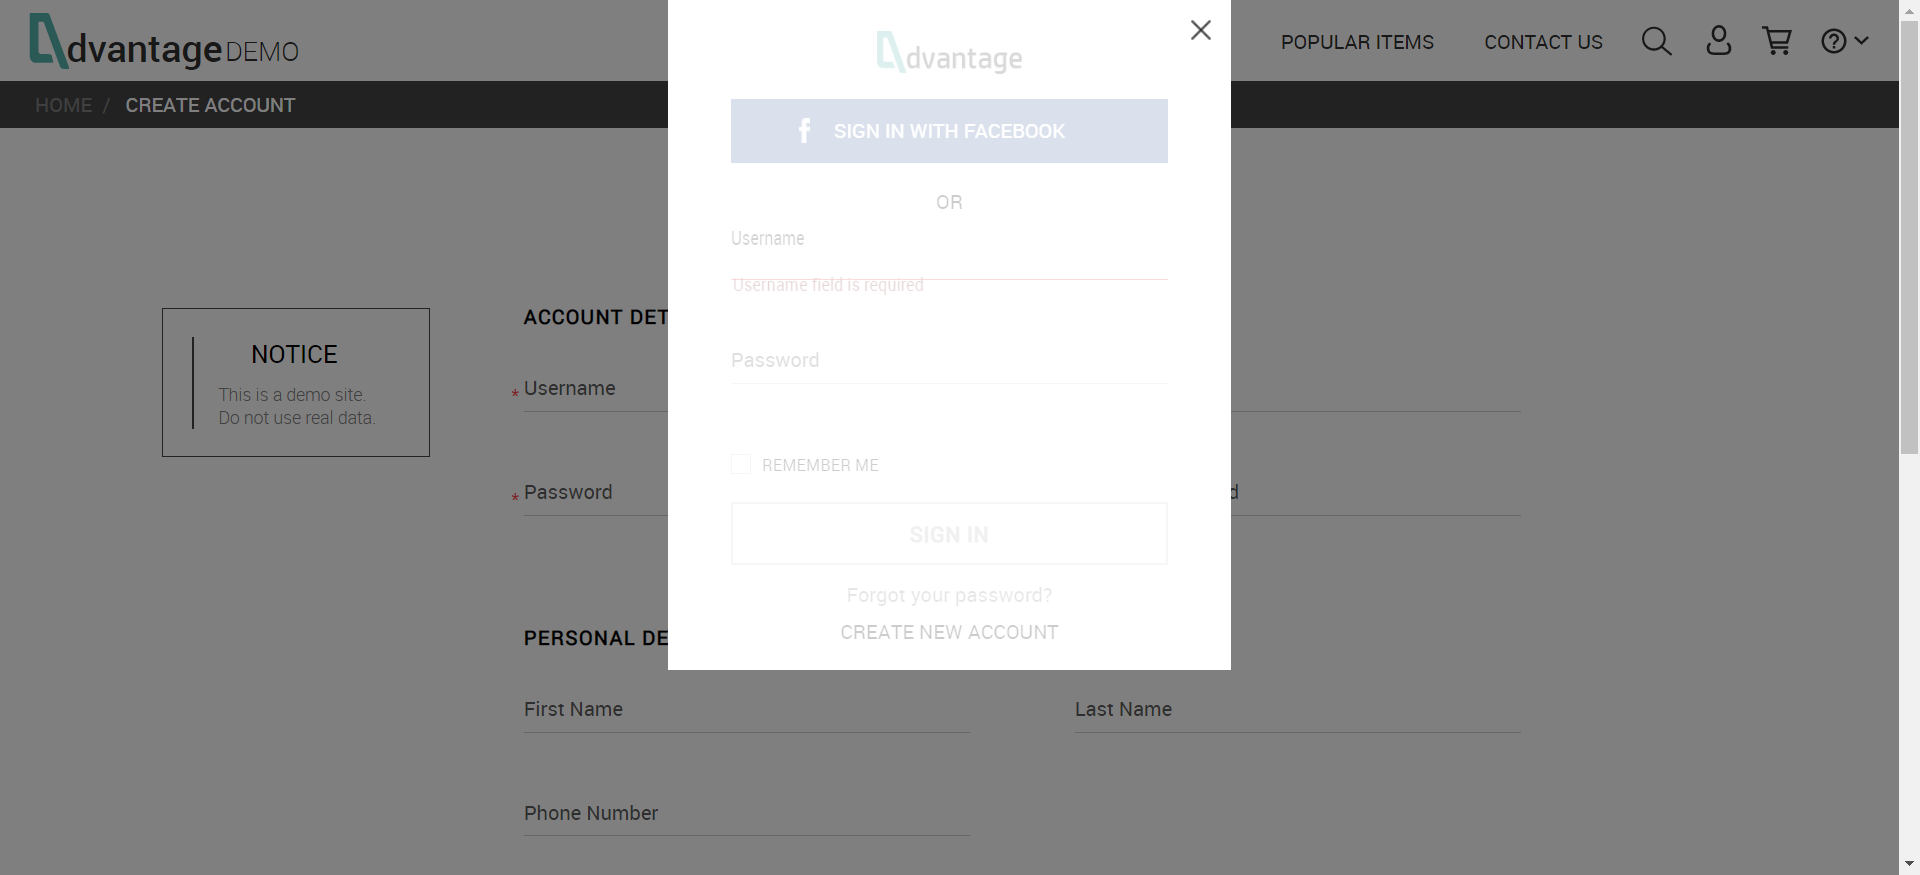 dvantage DEMO
POPULAR ITEMS
CONTACT US
HOME / CREATE ACCOUNT
dvantage
SIGN IN WITH FACEBOOK
OR
Username
Username field is required
Password
REMEMBER ME
SIGN IN
Forgot your password?
CREATE NEW ACCOUNT
NOTICE
This is a demo site.
Do not use real data.
ACCOUNT DET
* Username
* Password
d
PERSONAL DE
First Name
Last Name
Phone Number